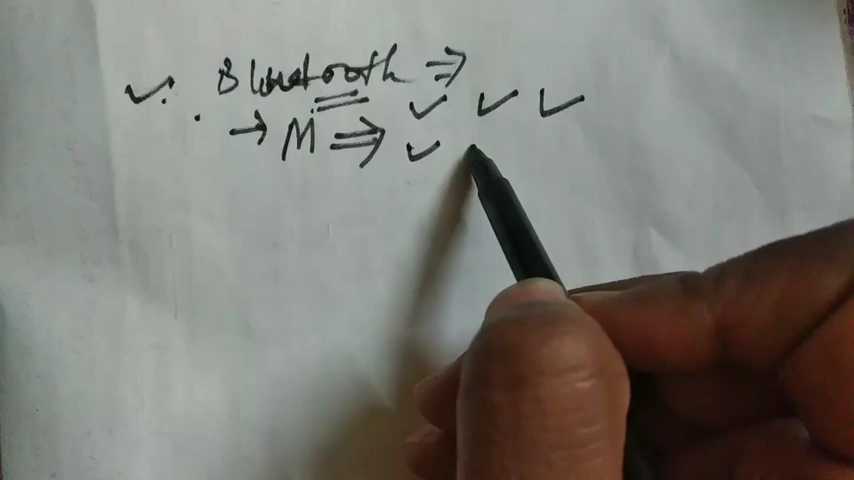 ✓. Bluetooth ⇒
✓ ✓ ✓
→ M ⇒ ✓